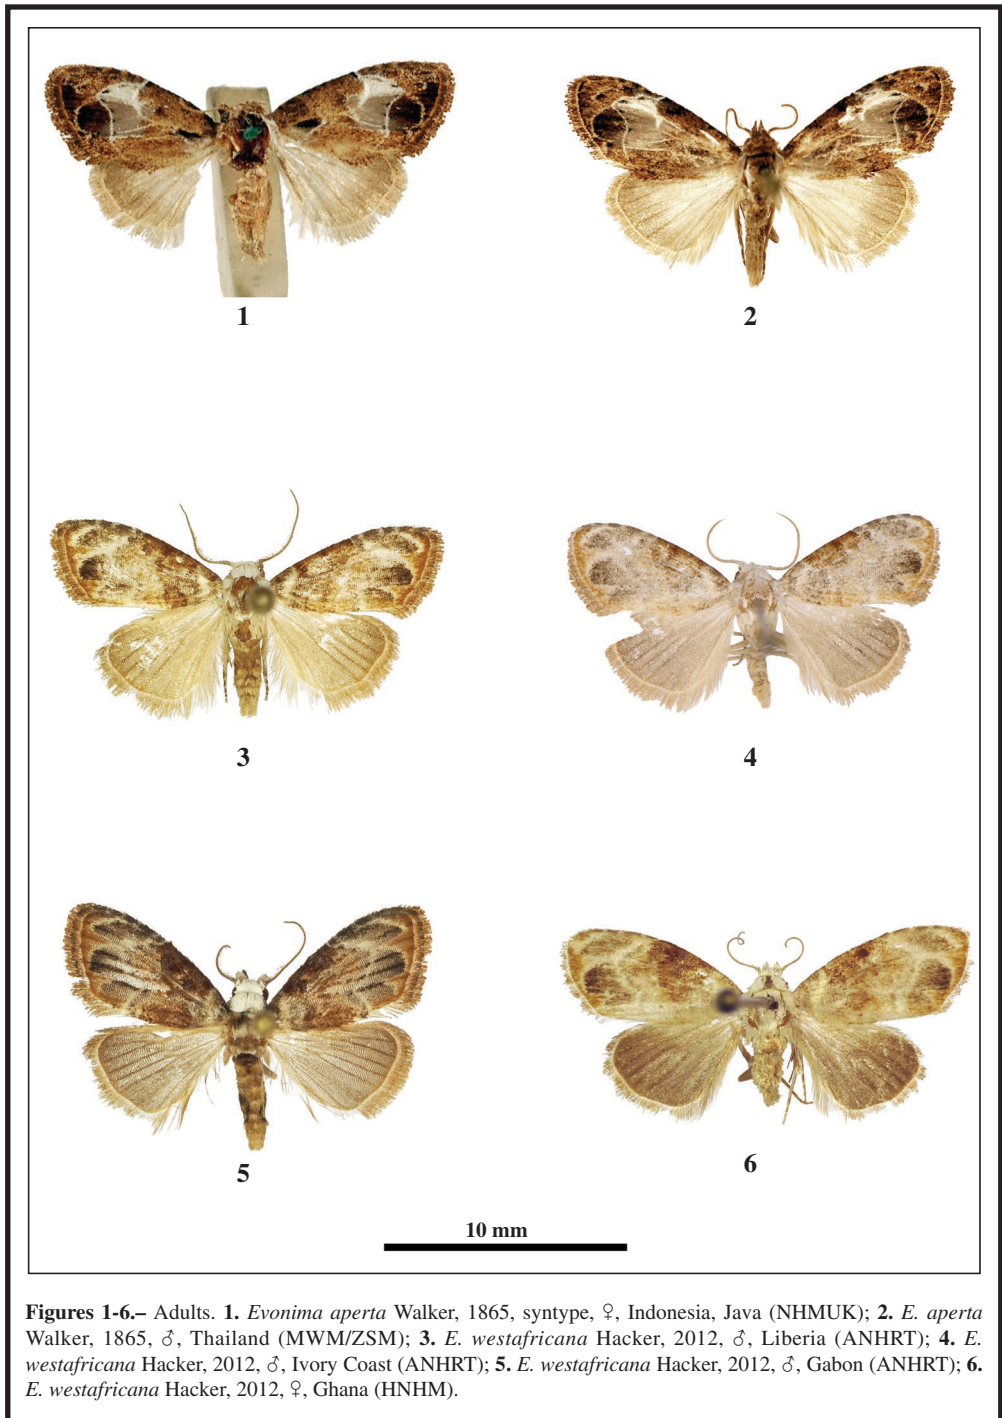 1
2
3
4
5
6
10 mm
Figures 1-6.– Adults. 1. Evonima aperta Walker, 1865, syntype, ♀, Indonesia, Java (NHMUK); 2. E. aperta
Walker, 1865, ♂, Thailand (MWM/ZSM); 3. E. westafricana Hacker, 2012, ♂, Liberia (ANHRT); 4. E.
westafricana Hacker, 2012, ♂, Ivory Coast (ANHRT); 5. E. westafricana Hacker, 2012, ♂, Gabon (ANHRT); 6.
E. westafricana Hacker, 2012, ♀, Ghana (HNHM).